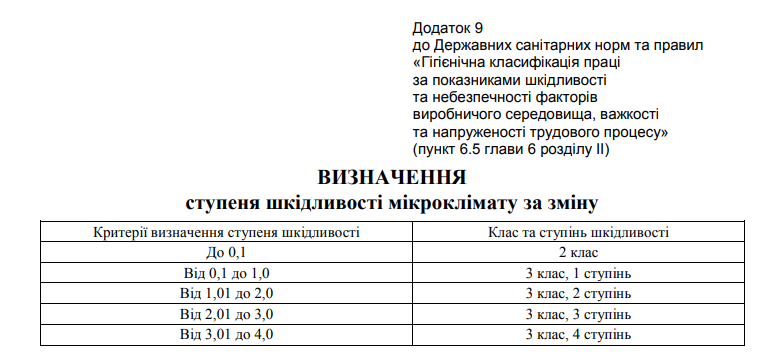 Додаток 9
до Державних санітарних норм та правил
«Гігієнічна класифікація праці
за показниками шкідливості
та небезпечності факторів
виробничого середовища, важкості
та напруженості трудового процесу»
(пункт 6.5 глави 6 розділу II)
ВИЗНАЧЕННЯ
ступеня шкідливості мікроклімату за зміну
Критерії визначення ступеня шкідливості Клас та ступінь шкідливості
До 0,1 2 клас
Від 0,1 до 1,0 3 клас, 1 ступінь
Від 1,01 до 2,0 3 клас, 2 ступінь
Від 2,01 до 3,0 3 клас, 3 ступінь
Від 3,01 до 4,0 3 клас, 4 ступінь